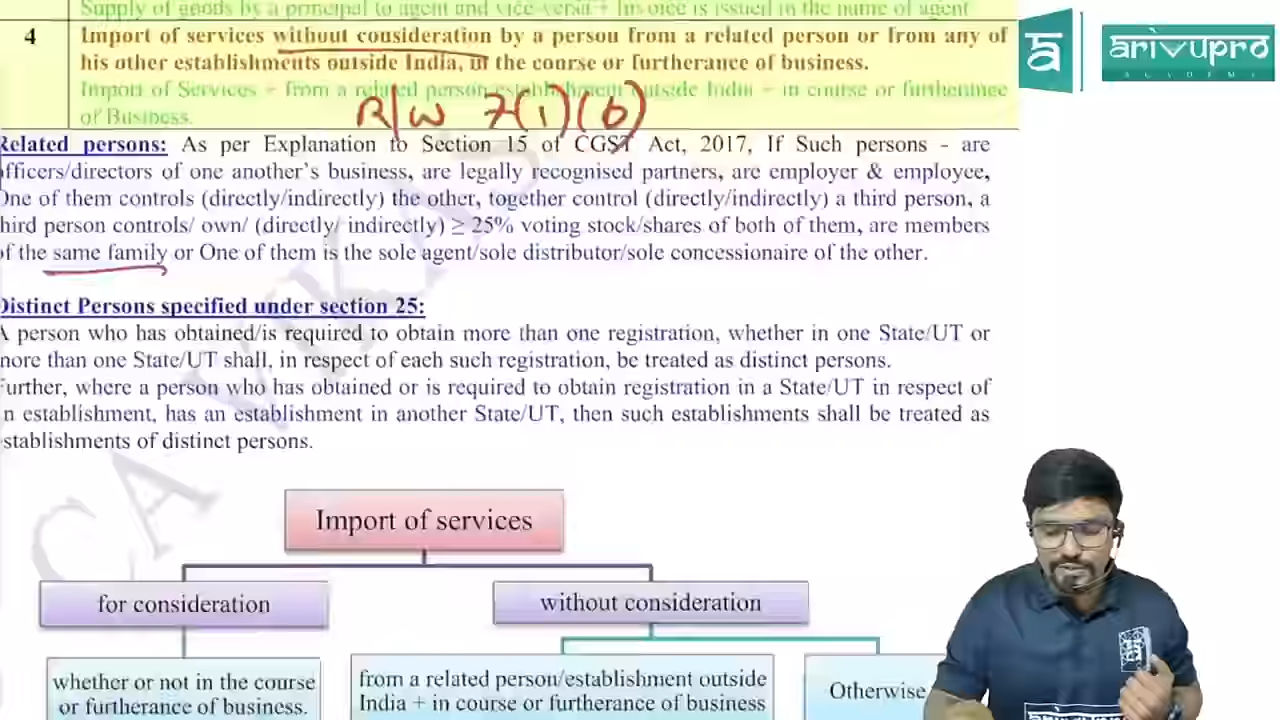 Supply of goods by a principal to agent and vice-versa + Invoice is issued in the name of agent
4
Import of services without consideration by a person from a related person or from any of
his other establishments outside India, in the course or furtherance of business.
Import of Services + from a related person/establishment outside India + in course or furtherance
of Business.
R/W 7(1)(b)
Related persons: As per Explanation to Section 15 of CGST Act, 2017, If Such persons - are
officers/directors of one another's business, are legally recognised partners, are employer & employee,
One of them controls (directly/indirectly) the other, together control (directly/indirectly) a third person, a
hird person controls/ own/ (directly/ indirectly) ≥ 25% voting stock/shares of both of them, are members
of the same family or One of them is the sole agent/sole distributor/sole concessionaire of the other.
Distinct Persons specified under section 25:
A person who has obtained/is required to obtain more than one registration, whether in one State/UT or
more than one State/UT shall, in respect of each such registration, be treated as distinct persons.
Further, where a person who has obtained or is required to obtain registration in a State/UT in respect of
n establishment, has an establishment in another State/UT, then such establishments shall be treated as
stablishments of distinct persons.
Import of services
for consideration
without consideration
whether or not in the course
or furtherance of business.
from a related person/establishment outside
India + in course or furtherance of business
Otherwise
arivupro
ACADEMY